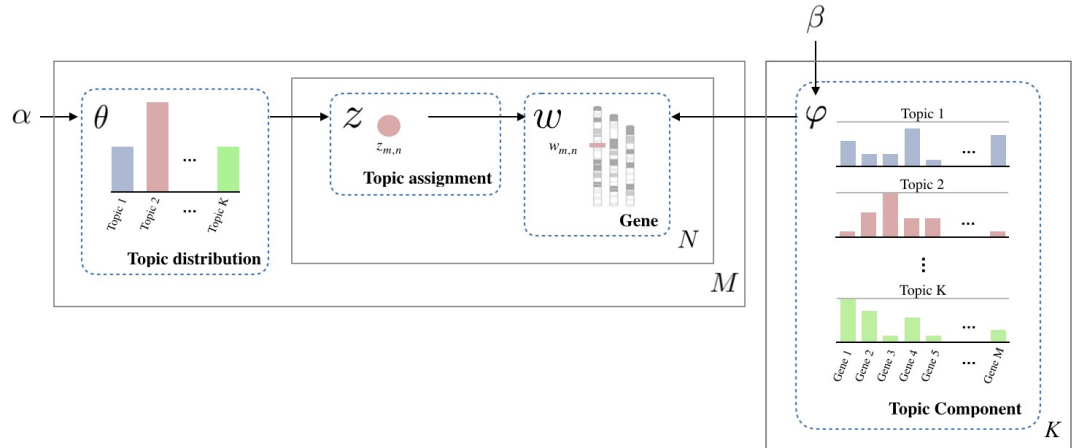 β
α
θ
...
Topic 1
Topic 2
...
Topic K
Topic distribution
z
z_{m,n}
Topic assignment
w
w_{m,n}
Gene
N
M
φ
Topic 1
...
Topic 2
...
⋮
Topic K
...
Gene 1
Gene 2
Gene 3
Gene 4
Gene 5
...
Gene M
Topic Component
K